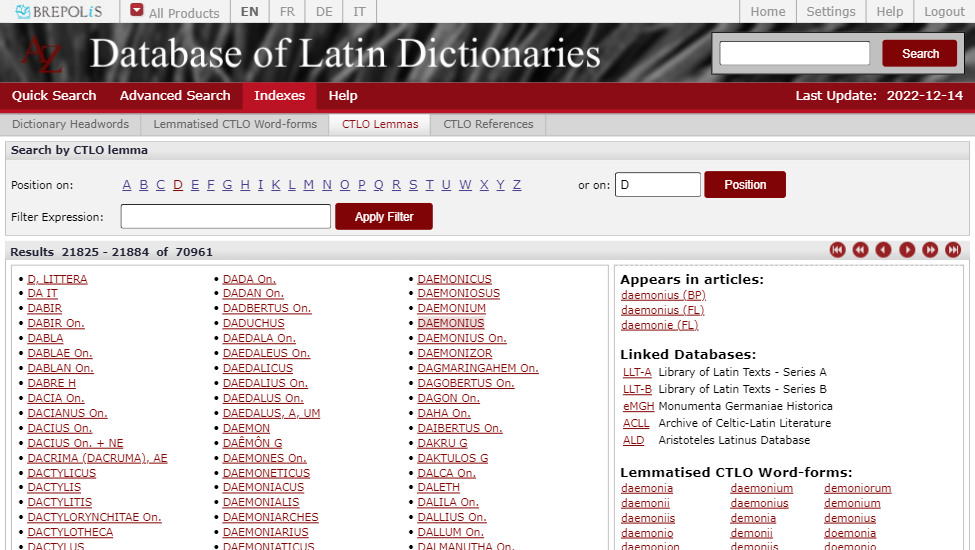 BREPOLiS All Products EN FR DE IT Home Settings Help Logout
AZ Database of Latin Dictionaries Search
Quick Search Advanced Search Indexes Help Last Update: 2022-12-14
Dictionary Headwords Lemmatised CTLO Word-forms CTLO Lemmas CTLO References
Search by CTLO lemma
Position on: A B C D E F G H I K L M N O P Q R S T U W X Y Z or on: D Position
Filter Expression: Apply Filter
Results 21825 - 21884 of 70961
• D, LITTERA
• DA IT
• DABIR
• DABIR On.
• DABLA
• DABLAE On.
• DABLAN On.
• DABRE H
• DACIA On.
• DACIANUS On.
• DACIUS On.
• DACIUS On. + NE
• DACRIMA (DACRUMA), AE
• DACTYLICUS
• DACTYLIS
• DACTYLITIS
• DACTYLORYNCHITAE On.
• DACTYLOTHECA
• DACTYLUS
• DADA On.
• DADAN On.
• DADBERTUS On.
• DADUCHUS
• DAEDALA On.
• DAEDALEUS On.
• DAEDALICUS
• DAEDALIUS On.
• DAEDALUS On.
• DAEDALUS, A, UM
• DAEMON
• DAÊMÔN G
• DAEMONES On.
• DAEMONETICUS
• DAEMONIACUS
• DAEMONIALIS
• DAEMONIARCHES
• DAEMONIARIUS
• DAEMONIATICUS
• DAEMONICUS
• DAEMONIOSUS
• DAEMONIUM
• DAEMONIUS
• DAEMONIUS On.
• DAEMONIZOR
• DAGMARINGAHEM On.
• DAGOBERTUS On.
• DAGON On.
• DAHA On.
• DAIBERTUS On.
• DAKRU G
• DAKTULOS G
• DALCA On.
• DALETH
• DALILA On.
• DALLIUS On.
• DALLUM On.
• DALMANUTHA On.
Appears in articles:
daemonius (BP)
daemonius (FL)
daemonie (FL)
Linked Databases:
LLT-A Library of Latin Texts - Series A
LLT-B Library of Latin Texts - Series B
eMGH Monumenta Germaniae Historica
ACLL Archive of Celtic-Latin Literature
ALD Aristoteles Latinus Database
Lemmatised CTLO Word-forms:
daemonia daemonium demoniorum
daemonii daemonius demonium
daemoniis demonia demonius
daemonio demonii doemonia
daemonion demoniis doemonio